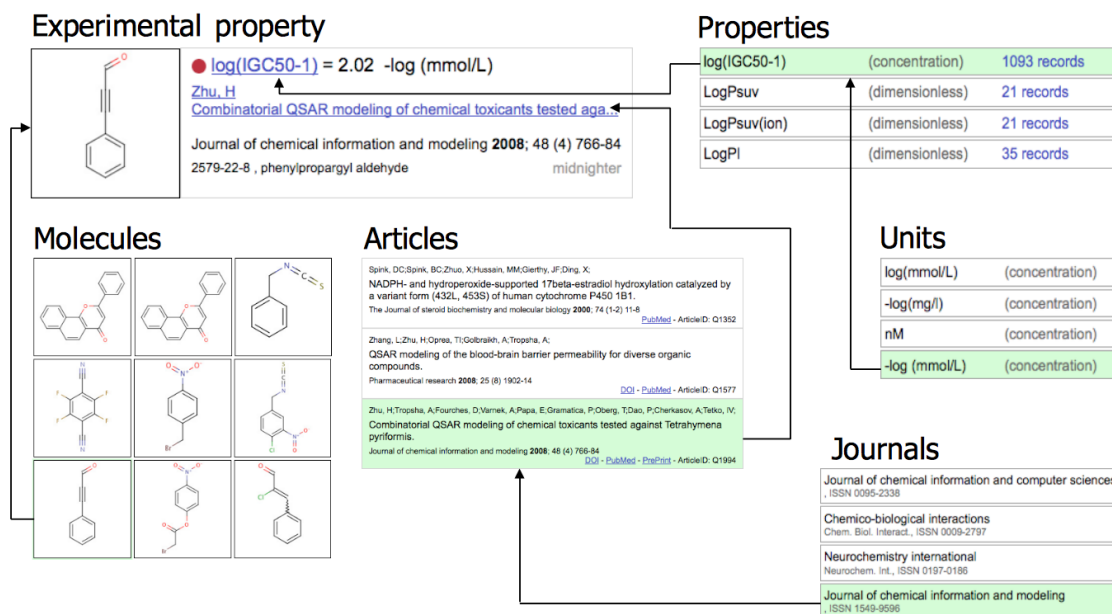 Experimental property
log(IGC50-1) = 2.02 -log (mmol/L)
Zhu, H
Combinatorial QSAR modeling of chemical toxicants tested aga...
Journal of chemical information and modeling 2008; 48 (4) 766-84
2579-22-8 , phenylpropargyl aldehyde midnighter
O
Properties
log(IGC50-1) (concentration) 1093 records
LogPsuv (dimensionless) 21 records
LogPsuv(ion) (dimensionless) 21 records
LogPI (dimensionless) 35 records
Molecules
Articles
Spink, DC;Spink, BC;Zhuo, X;Hussain, MM;Gierthy, JF;Ding, X;
NADPH- and hydroperoxide-supported 17beta-estradiol hydroxylation catalyzed by
a variant form (432L, 453S) of human cytochrome P450 1B1.
The Journal of steroid biochemistry and molecular biology 2000; 74 (1-2) 11-8
PubMed - ArticleID: Q1352
Zhang, L;Zhu, H;Oprea, TI;Golbraikh, A;Tropsha, A;
QSAR modeling of the blood-brain barrier permeability for diverse organic
compounds.
Pharmaceutical research 2008; 25 (8) 1902-14
DOI - PubMed - ArticleID: Q1577
Zhu, H;Tropsha, A;Fourches, D;Varnek, A;Papa, E;Gramatica, P;Oberg, T;Dao, P;Cherkasov, A;Tetko, IV;
Combinatorial QSAR modeling of chemical toxicants tested against Tetrahymena
pyriformis.
Journal of chemical information and modeling 2008; 48 (4) 766-84
DOI - PubMed - PrePrint - ArticleID: Q1994
Units
log(mmol/L) (concentration)
-log(mg/l) (concentration)
nM (concentration)
-log (mmol/L) (concentration)
Journals
Journal of chemical information and computer sciences
, ISSN 0095-2338
Chemico-biological interactions
Chem. Biol. Interact., ISSN 0009-2797
Neurochemistry international
Neurochem. Int., ISSN 0197-0186
Journal of chemical information and modeling
, ISSN 1549-9596